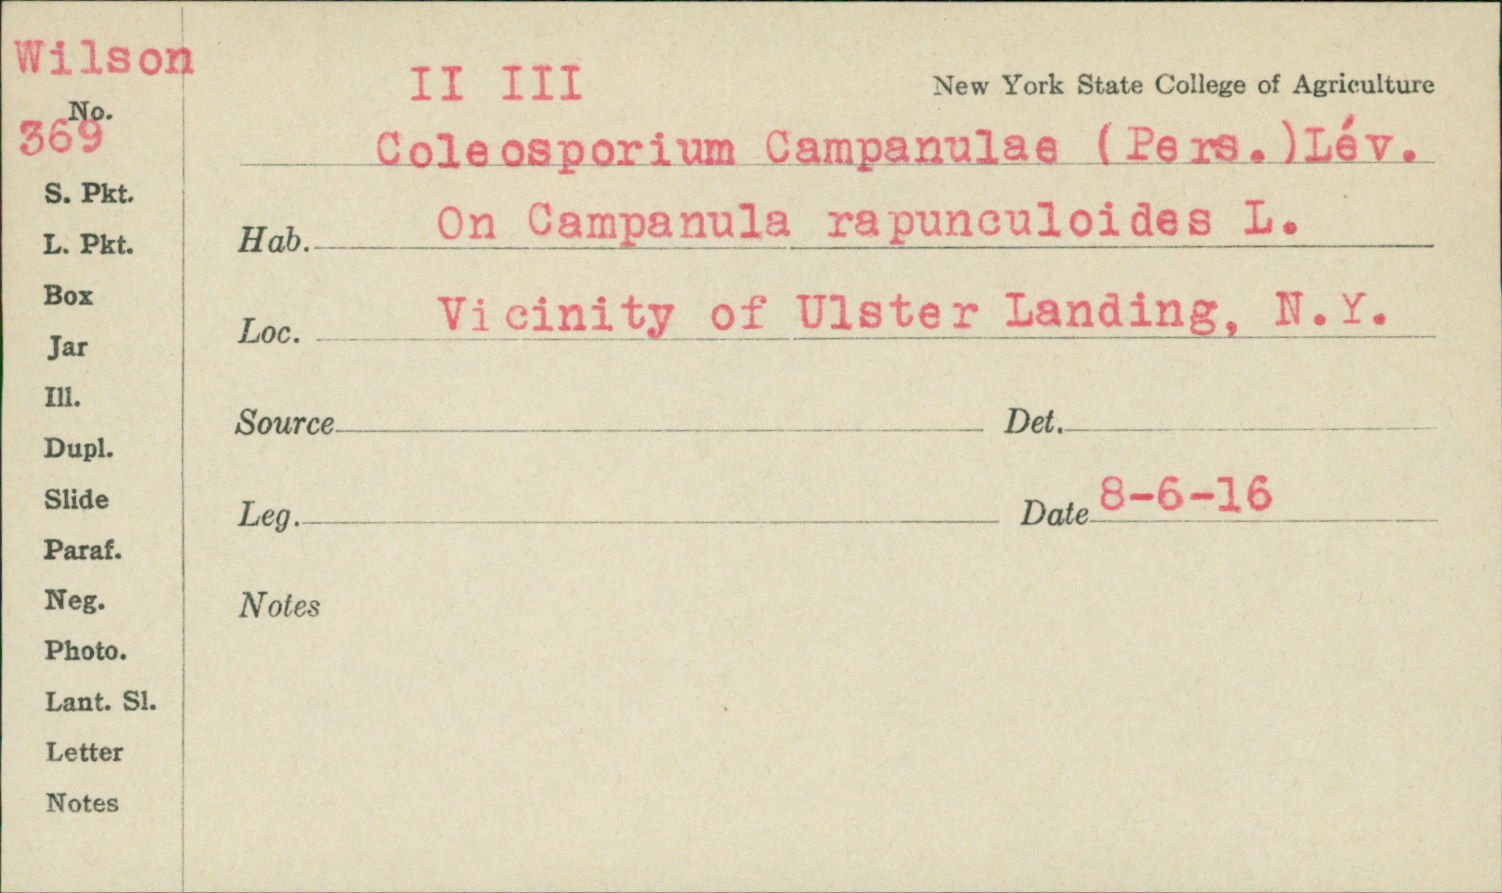 Wilson
No.
369
S. Pkt.
L. Pkt.
Box
Jar
Ill.
Dupl.
Slide
Paraf.
Neg.
Photo.
Lant. Sl.
Letter
Notes
II III
New York State College of Agriculture
Coleosporium Campanulae (Pers.)Lév.
Hab. On Campanula rapunculoides L.
Loc. Vicinity of Ulster Landing, N.Y.
Source Det.
Leg. Date 8-6-16
Notes